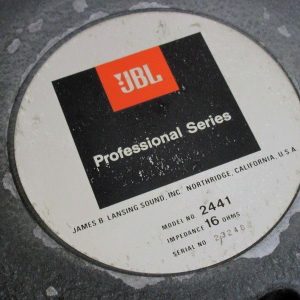 JBL
Professional Series
JAMES B LANSING SOUND, INC NORTHRIDGE, CALIFORNIA, U.S.A
MODEL NO. 2441
IMPEDANCE 16 OHMS
SERIAL NO